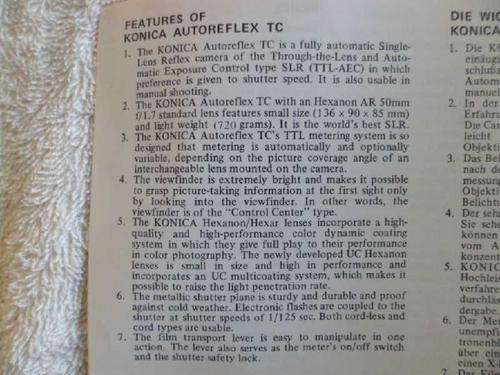 FEATURES OF
KONICA AUTOREFLEX TC
1. The KONICA Autoreflex TC is a fully automatic Single-
Lens Reflex camera of the Through-the-Lens and Auto-
matic Exposure Control type SLR (TTL-AEC) in which
preference is given to shutter speed. It is also usable in
manual shooting.
2. The KONICA Autoreflex TC with an Hexanon AR 50mm
f/1.7 standard lens features small size (136 x 90 x 85 mm)
and light weight (720 grams). It is the world's best SLR.
3. The KONICA Autoreflex TC's TTL metering system is so
designed that metering is automatically and optionally
variable, depending on the picture coverage angle of an
interchangeable lens mounted on the camera.
4. The viewfinder is extremely bright and makes it possible
to grasp picture-taking information at the first sight only
by looking into the viewfinder. In other words, the
viewfinder is of the "Control Center" type.
5. The KONICA Hexanon/Hexar lenses incorporate a high-
quality and high-performance color dynamic coating
system in which they give full play to their performance
in color photography. The newly developed UC Hexanon
lenses is small in size and high in performance and
incorporates an UC multicoating system, which makes it
possible to raise the light penetration rate.
6. The metallic shutter plane is sturdy and durable and proof
against cold weather. Electronic flashes are coupled to the
shutter at shutter speeds of 1/125 sec. Both cord-less and
cord types are usable.
7. The film transport lever is easy to manipulate in one
action. The lever also serves as the meter's on/off switch
and the shutter safety lock.
DIE
KONICA
1. Die
einäugig
Autom
manuel
2. In der
Erfahru
Die Ca
leicht
Objekti
3. Das Bel
nach de
messung
Objekti
Belicht
4. Der seh
Sie sehe
können
vom
konzent
5. KONIC
Hochleis
verfahre
durchla
dergabe.
6. Der Me
unempfi
tronenbl
über ein
einen X
7.